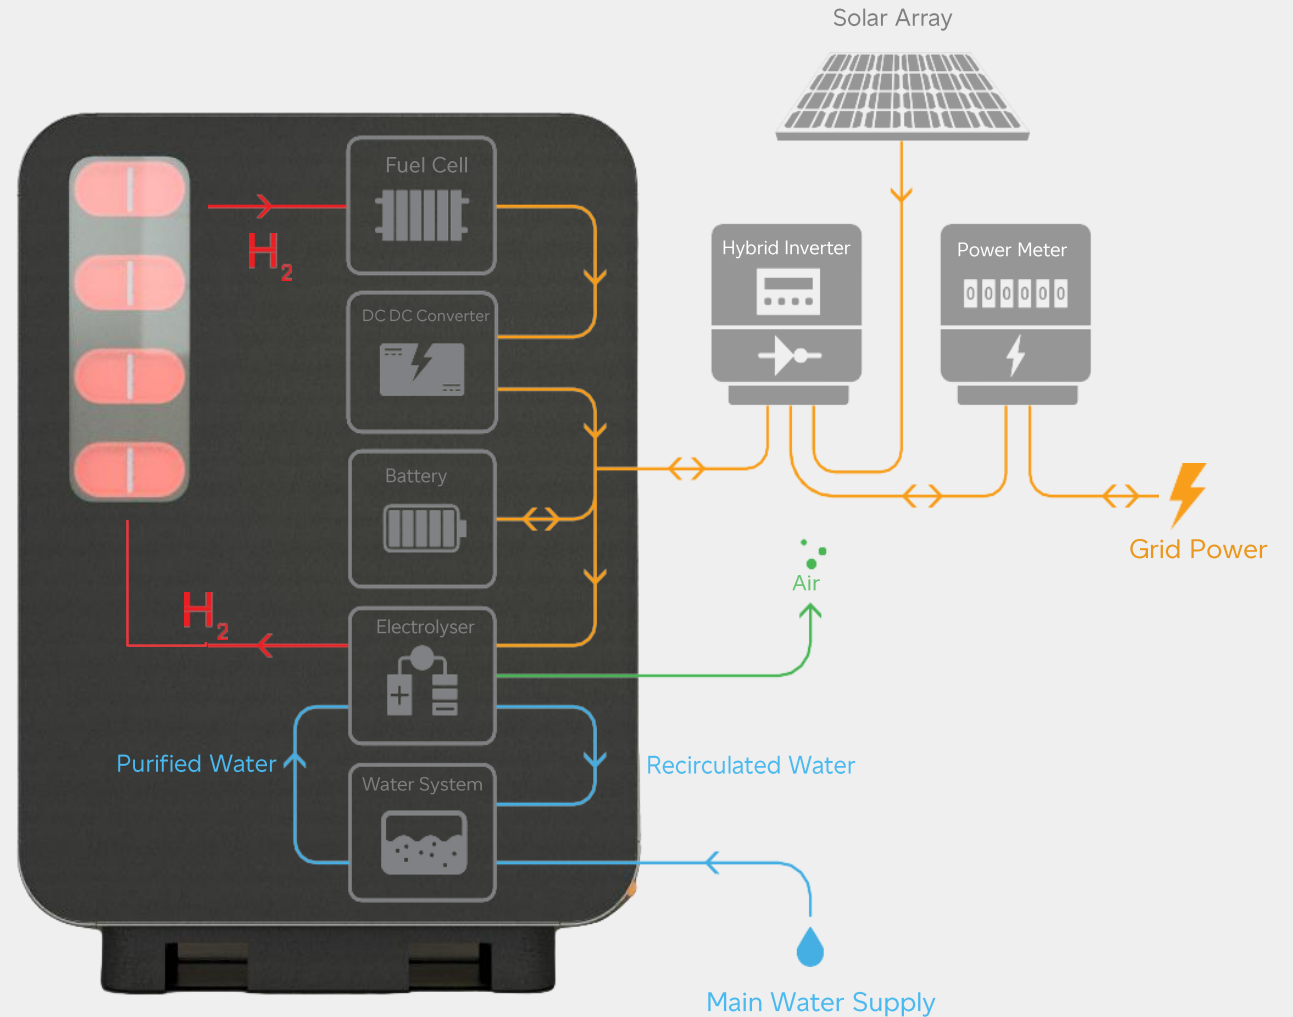 Solar Array
Fuel Cell
H2
DC DC Converter
Hybrid Inverter
Power Meter
000000
Battery
Grid Power
Air
H2
Electrolyser
Purified Water
Recirculated Water
Water System
Main Water Supply